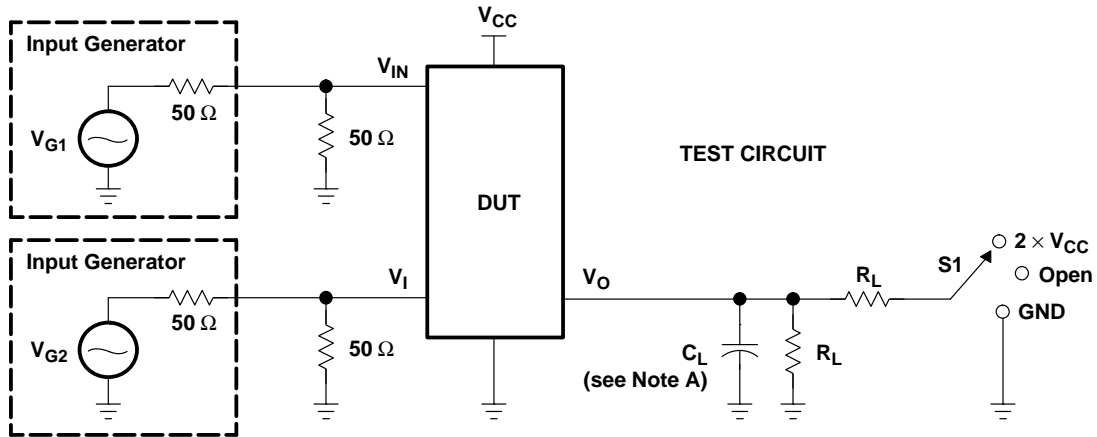 V_CC
Input Generator
V_IN
50 Ω
V_G1
50 Ω
TEST CIRCUIT
DUT
Input Generator
V_I
V_O
50 Ω
V_G2
50 Ω
R_L
S1
2 × V_CC
Open
GND
C_L
(see Note A)
R_L